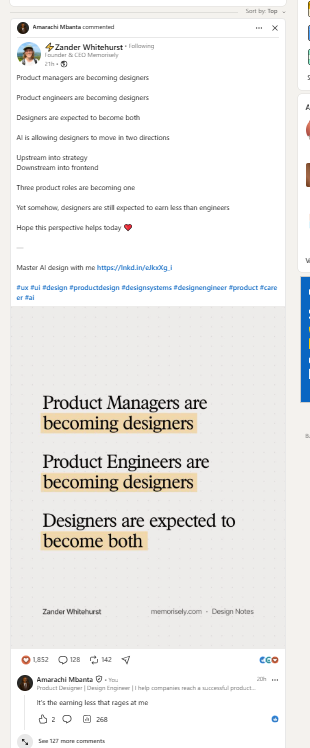 Sort by: Top
Amarachi Mbanta commented
⚡Zander Whitehurst • Following
Founder & CEO Memorisely
21h •
Product managers are becoming designers
Product engineers are becoming designers
Designers are expected to become both
AI is allowing designers to move in two directions
Upstream into strategy
Downstream into frontend
Three product roles are becoming one
Yet somehow, designers are still expected to earn less than engineers
Hope this perspective helps today ❤️
—
Master AI design with me https://lnkd.in/eJkxXg_i
#ux #ui #design #productdesign #designsystems #designengineer #product #care
er #ai
Product Managers are
becoming designers
Product Engineers are
becoming designers
Designers are expected to
become both
Zander Whitehurst
memorisely.com · Design Notes
1,852
128
142
Amarachi Mbanta • You
20h
Product Designer | Design Engineer | I help companies reach a successful product...
It's the earning less that rages at me
2
268
See 127 more comments